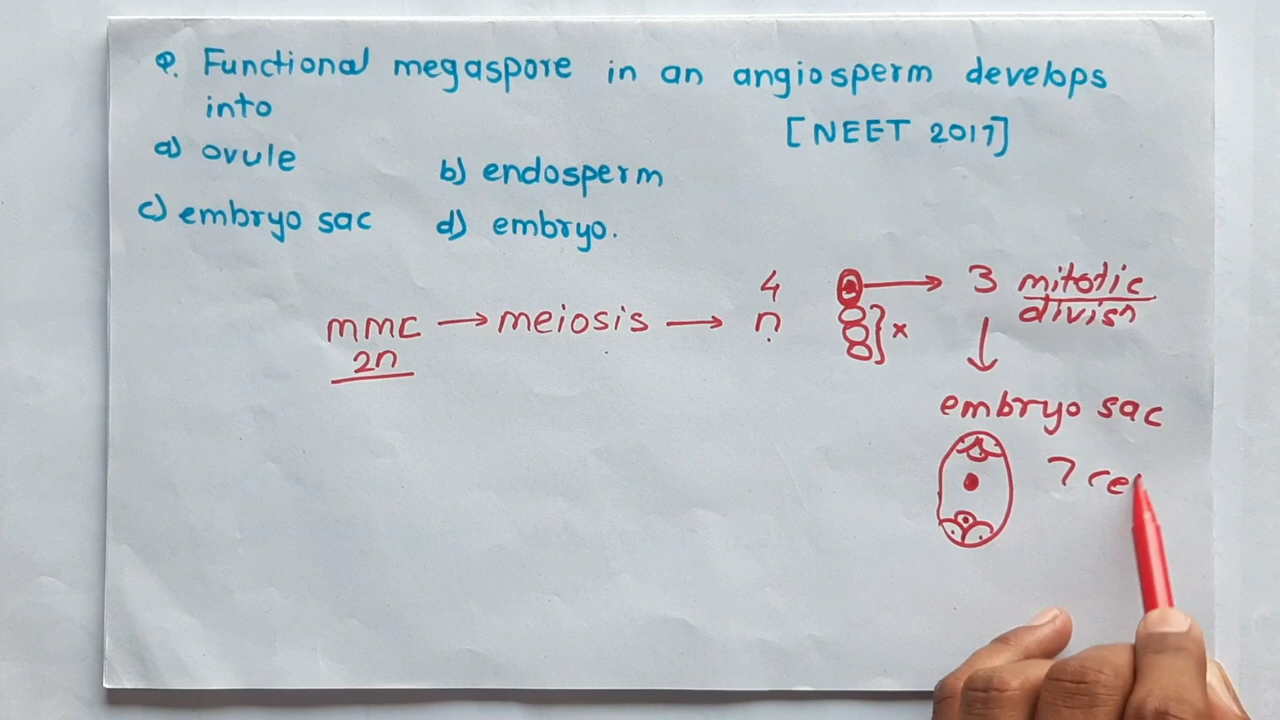 Q. Functional megaspore in an angiosperm develops
into
[NEET 2017]
a) ovule
b) endosperm
c) embryo sac
d) embryo.
MMC → meiosis → 4 n
2n
x
→ 3 mitotic
divisn
↓
embryo sac
7 ce